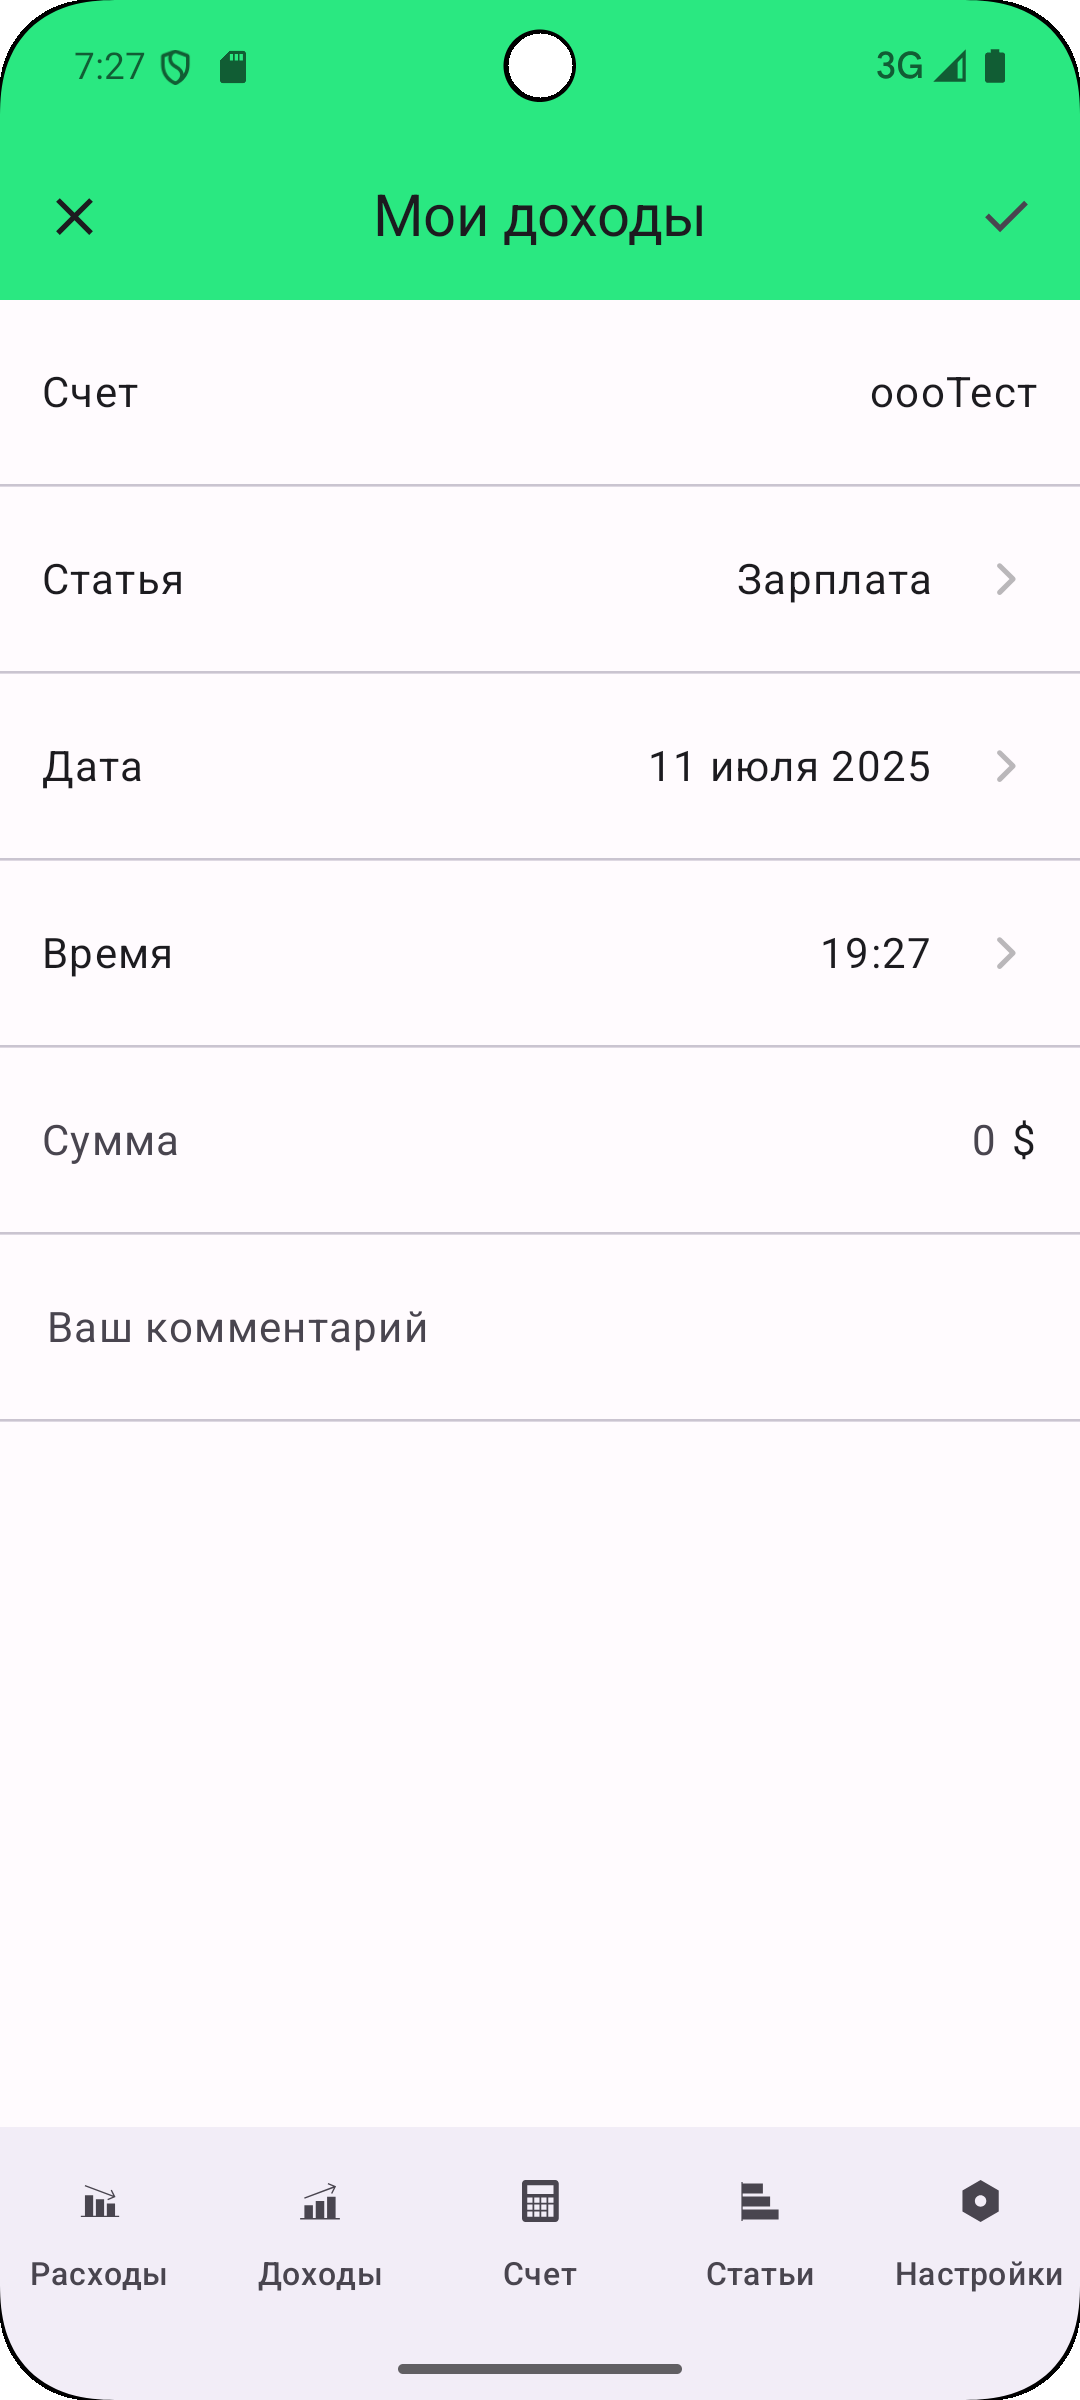 7:27
3G
Мои доходы
Счет
оооТест
Статья
Зарплата
Дата
11 июля 2025
Время
19:27
Сумма
0 $
Ваш комментарий
Расходы
Доходы
Счет
Статьи
Настройки